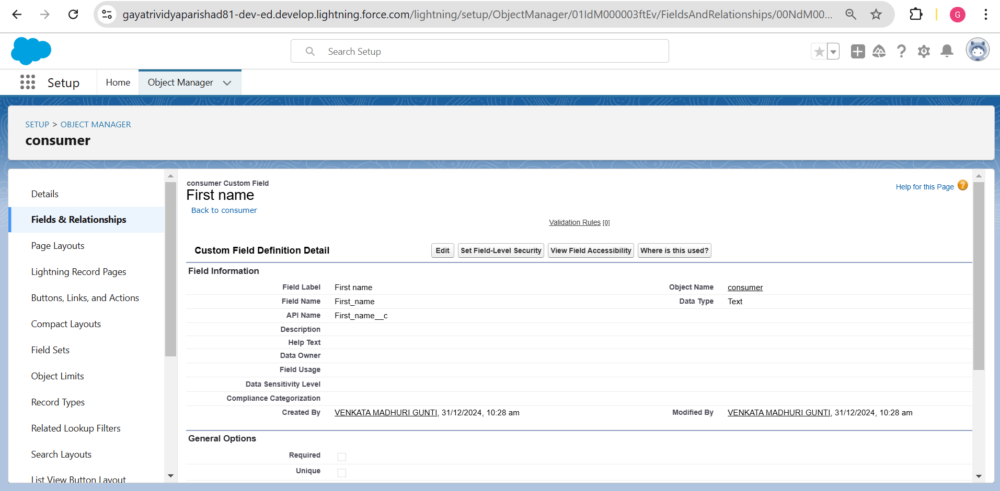 gayatrividyaparishad81-dev-ed.develop.lightning.force.com/lightning/setup/ObjectManager/01IdM000003ftEv/FieldsAndRelationships/00NdM00...
G
Search Setup
Setup
Home
Object Manager
SETUP > OBJECT MANAGER
consumer
Details
Fields & Relationships
Page Layouts
Lightning Record Pages
Buttons, Links, and Actions
Compact Layouts
Field Sets
Object Limits
Record Types
Related Lookup Filters
Search Layouts
List View Button Layout
consumer Custom Field
First name
Back to consumer
Help for this Page ?
Validation Rules [0]
Custom Field Definition Detail
Edit
Set Field-Level Security
View Field Accessibility
Where is this used?
Field Information
Field Label First name Object Name consumer
Field Name First_name Data Type Text
API Name First_name__c
Description
Help Text
Data Owner
Field Usage
Data Sensitivity Level
Compliance Categorization
Created By VENKATA MADHURI GUNTI, 31/12/2024, 10:28 am Modified By VENKATA MADHURI GUNTI, 31/12/2024, 10:28 am
General Options
Required
Unique